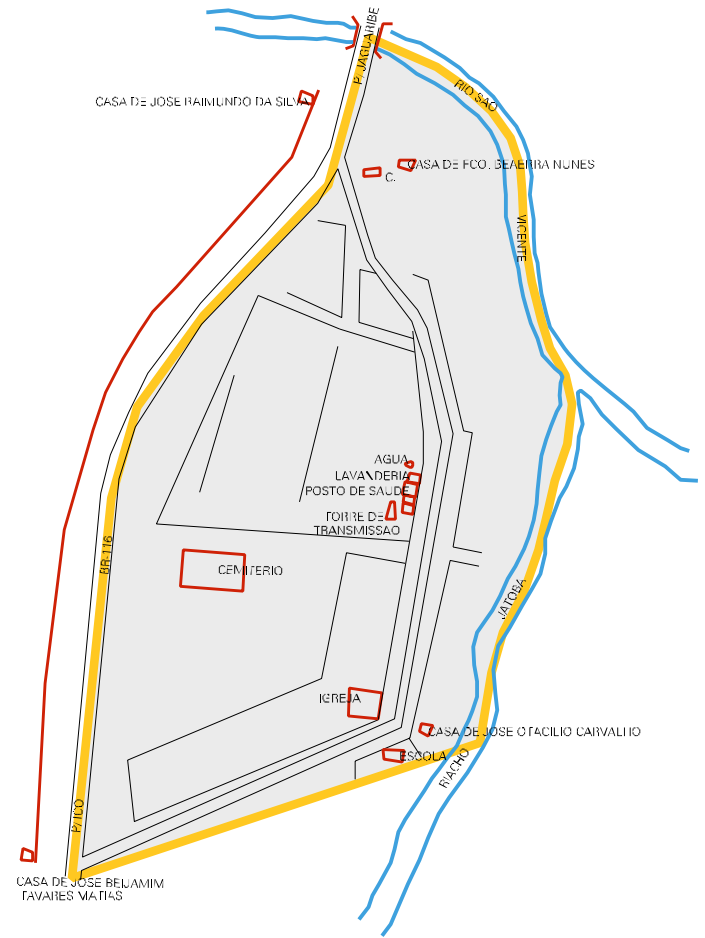 P/ JAGUARIBE
RIO SAO
CASA DE JOSE RAIMUNDO DA SILVA
CASA DE FCO. BEAERRA NUNES
C.
VICENTE
AGUA
LAVANDERIA
POSTO DE SAUDE
TORRE DE
TRANSMISSAO
BR-116
CEMITERIO
JATOBA
IGREJA
CASA DE JOSE OTACILIO CARVALHO
ESCOLA
RIACHO
P/ ICO
CASA DE JOSE BEIJAMIM
TAVARES MATIAS